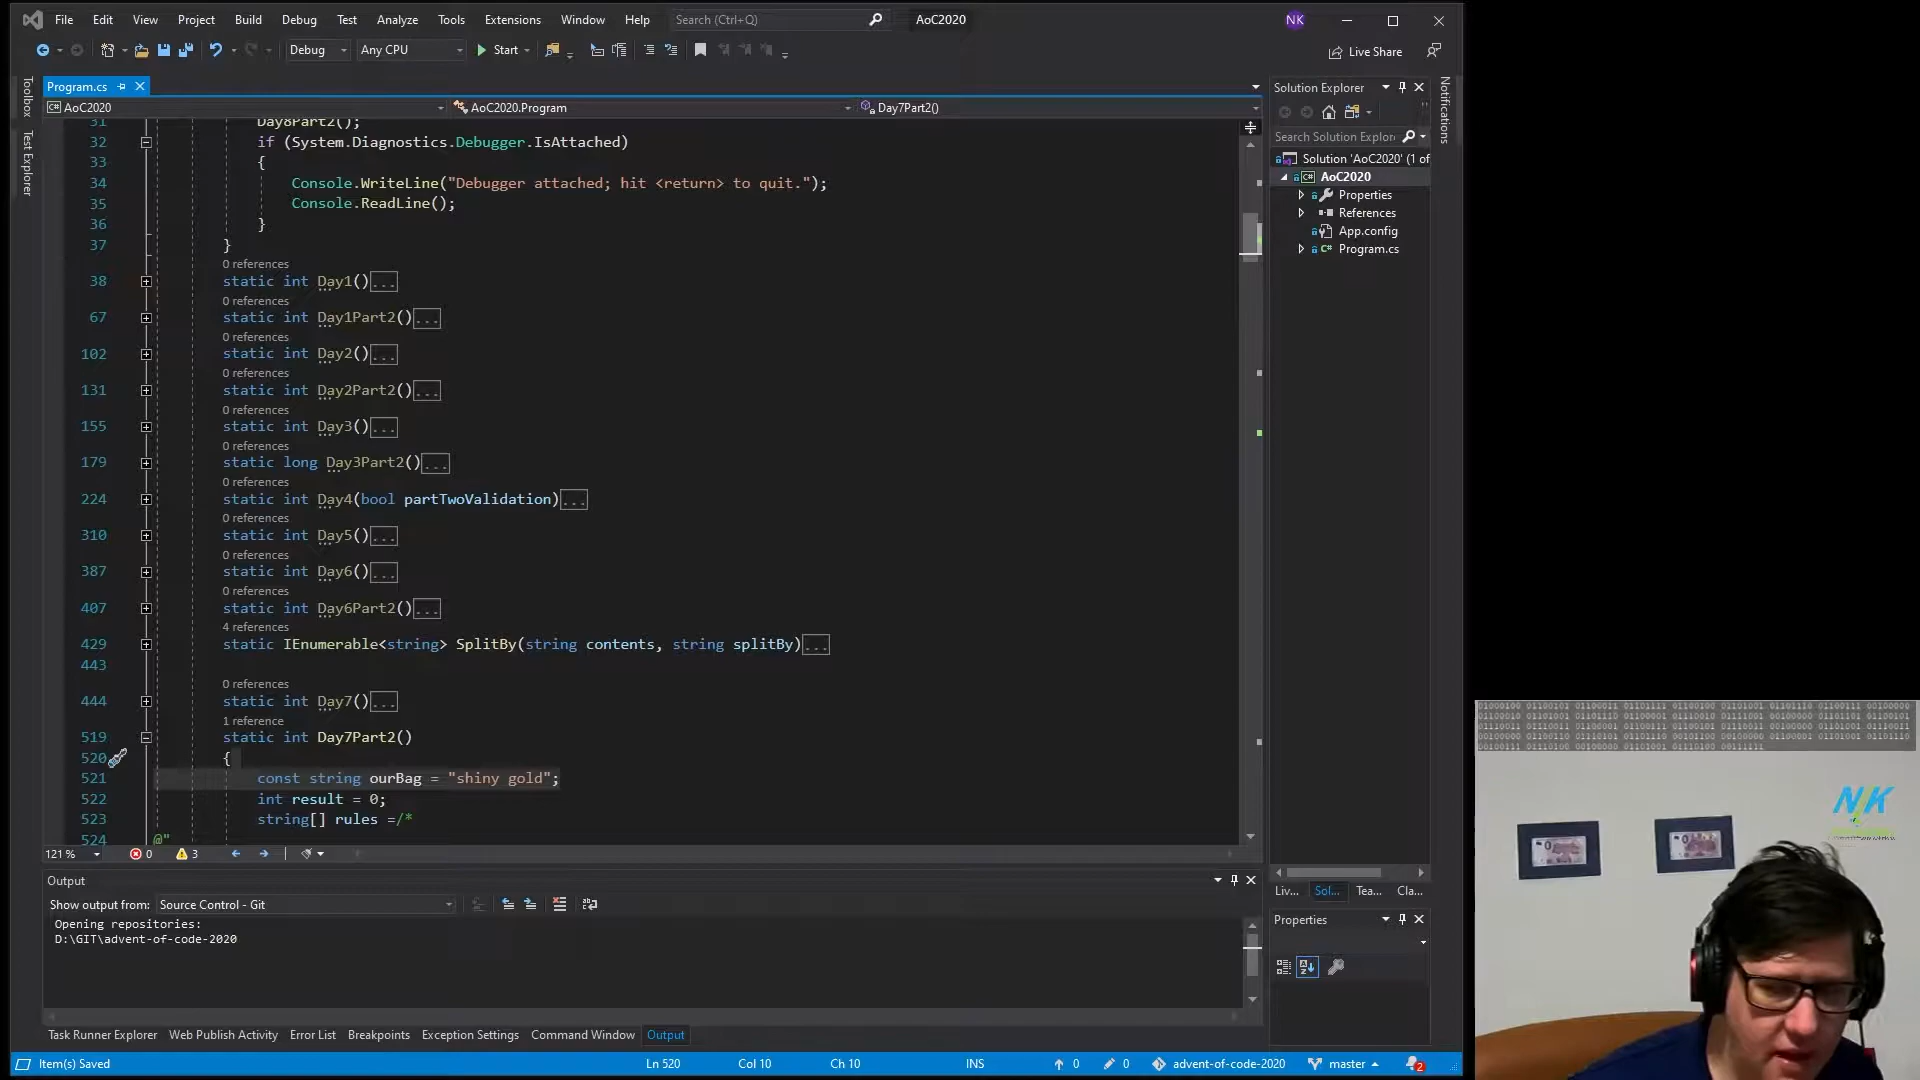 File Edit View Project Build Debug Test Analyze Tools Extensions Window Help Search (Ctrl+Q) AoC2020 NK
Debug Any CPU Start Live Share
Toolbox
Test Explorer
Program.cs
AoC2020 AoC2020.Program Day7Part2()
31 Day8Part2();
32 if (System.Diagnostics.Debugger.IsAttached)
33 {
34 Console.WriteLine("Debugger attached; hit <return> to quit.");
35 Console.ReadLine();
36 }
37 }
0 references
38 static int Day1()...
0 references
67 static int Day1Part2()...
0 references
102 static int Day2()...
0 references
131 static int Day2Part2()...
0 references
155 static int Day3()...
0 references
179 static long Day3Part2()...
0 references
224 static int Day4(bool partTwoValidation)...
0 references
310 static int Day5()...
0 references
387 static int Day6()...
0 references
407 static int Day6Part2()...
4 references
429 static IEnumerable<string> SplitBy(string contents, string splitBy)...
443
0 references
444 static int Day7()...
1 reference
519 static int Day7Part2()
520 {
521 const string ourBag = "shiny gold";
522 int result = 0;
523 string[] rules =/*
524 @"
121 % 0 3
Output
Show output from: Source Control - Git
Opening repositories:
D:\GIT\advent-of-code-2020
Task Runner Explorer Web Publish Activity Error List Breakpoints Exception Settings Command Window Output
Item(s) Saved Ln 520 Col 10 Ch 10 INS 0 0 advent-of-code-2020 master 2
Solution Explorer
Search Solution Explor
Solution 'AoC2020' (1 of
AoC2020
Properties
References
App.config
Program.cs
Liv... Sol... Tea... Cla...
Properties
Notifications
NK